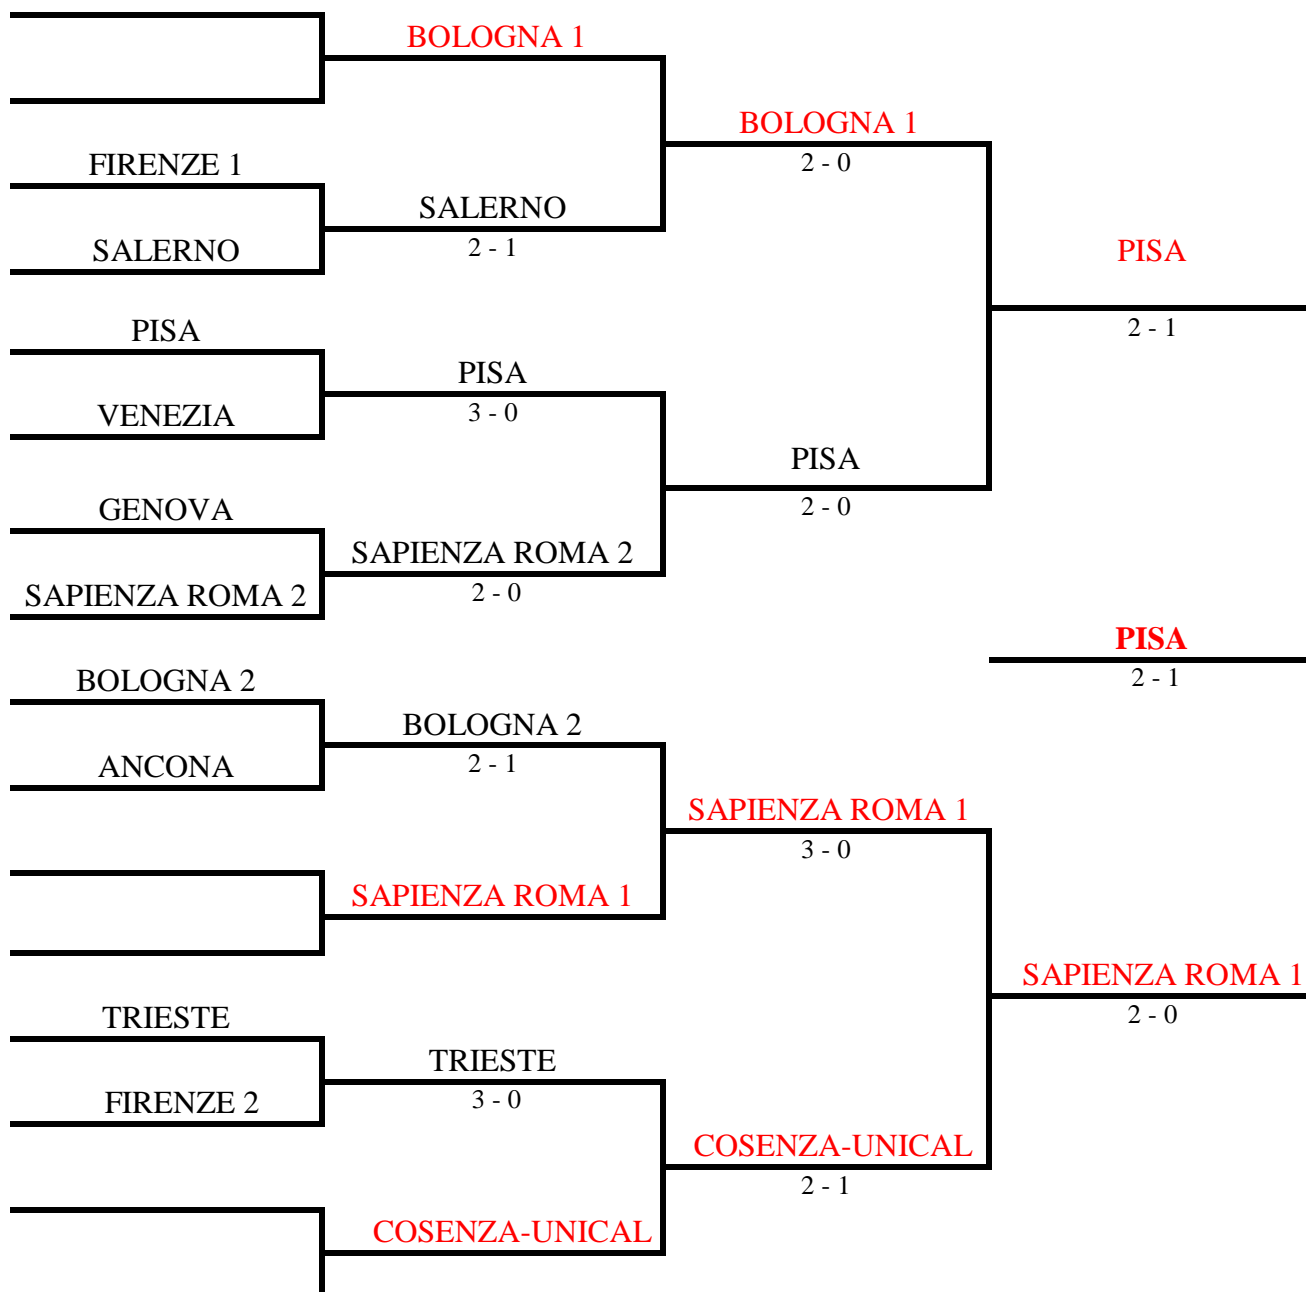 BOLOGNA 1
BOLOGNA 1
2 - 0
FIRENZE 1
SALERNO
2 - 1
SALERNO
PISA
2 - 1
PISA
PISA
3 - 0
VENEZIA
PISA
2 - 0
GENOVA
SAPIENZA ROMA 2
2 - 0
SAPIENZA ROMA 2
PISA
2 - 1
BOLOGNA 2
BOLOGNA 2
2 - 1
ANCONA
SAPIENZA ROMA 1
3 - 0
SAPIENZA ROMA 1
SAPIENZA ROMA 1
2 - 0
TRIESTE
TRIESTE
3 - 0
FIRENZE 2
COSENZA-UNICAL
2 - 1
COSENZA-UNICAL